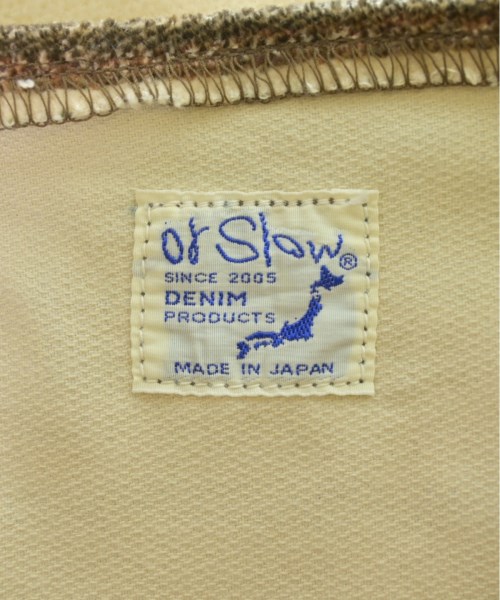 or Slow®
SINCE 2005
DENIM
PRODUCTS
MADE IN JAPAN